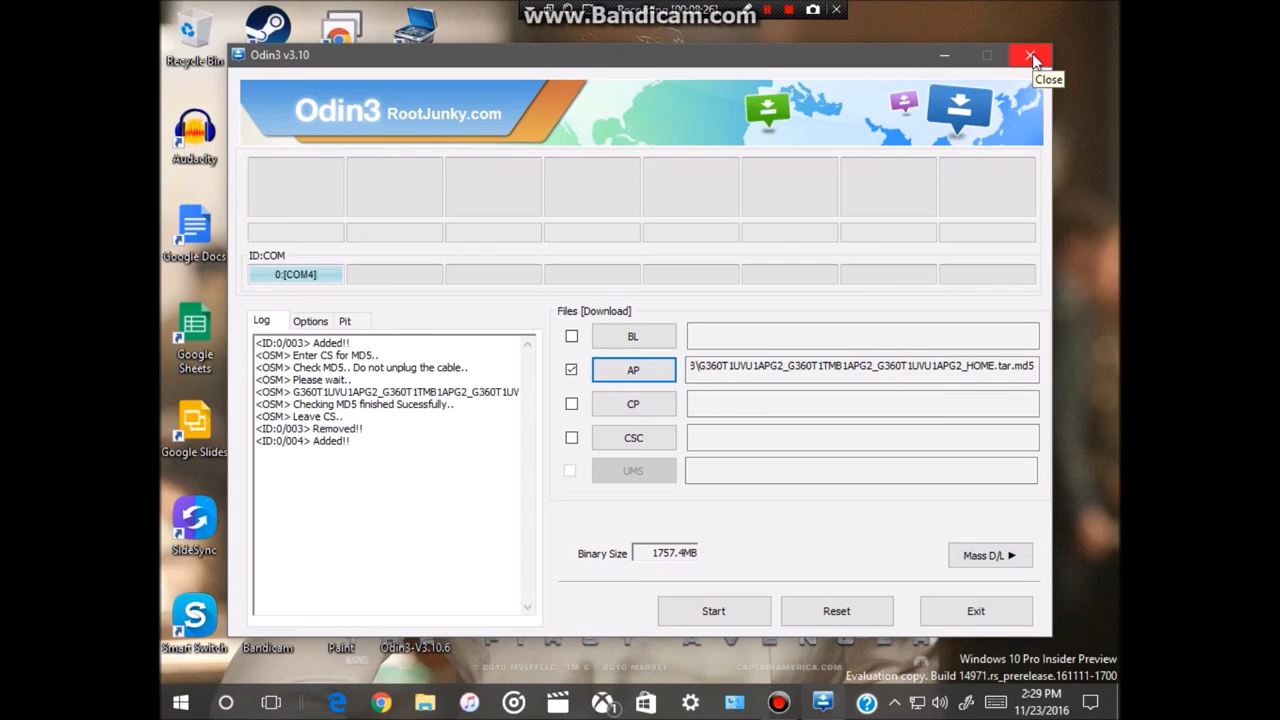 www.Bandicam.com
Recycle Bin
Odin3 v3.10
Close
Odin3 RootJunky.com
Audacity
Google Docs
Google Sheets
Google Slides
SideSync
Smart Switch
Bandicam
Paint
Odin3-V3.10.6
ID:COM
0:[COM4]
Log
Options
Pit
<ID:0/003> Added!!
<OSM> Enter CS for MD5..
<OSM> Check MD5.. Do not unplug the cable..
<OSM> Please wait..
<OSM> G360T1UVU1APG2_G360T1TMB1APG2_G360T1UV
<OSM> Checking MD5 finished Sucessfully..
<OSM> Leave CS..
<ID:0/003> Removed!!
<ID:0/004> Added!!
Files [Download]
BL
AP
3\G360T1UVU1APG2_G360T1TMB1APG2_G360T1UVU1APG2_HOME.tar.md5
CP
CSC
UMS
Binary Size
1757.4MB
Mass D/L ►
Start
Reset
Exit
AVENGER
MARVEL
CAPTAINAMERICA.COM
Windows 10 Pro Insider Preview
Evaluation copy. Build 14971.rs_prerelease.161111-1700
1
2:29 PM
11/23/2016